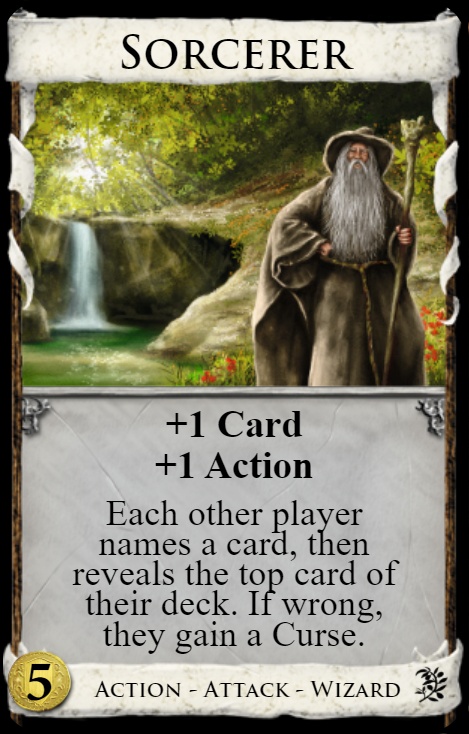 SORCERER
+1 Card
+1 Action
Each other player
names a card, then
reveals the top card of
their deck. If wrong,
they gain a Curse.
5
ACTION - ATTACK - WIZARD